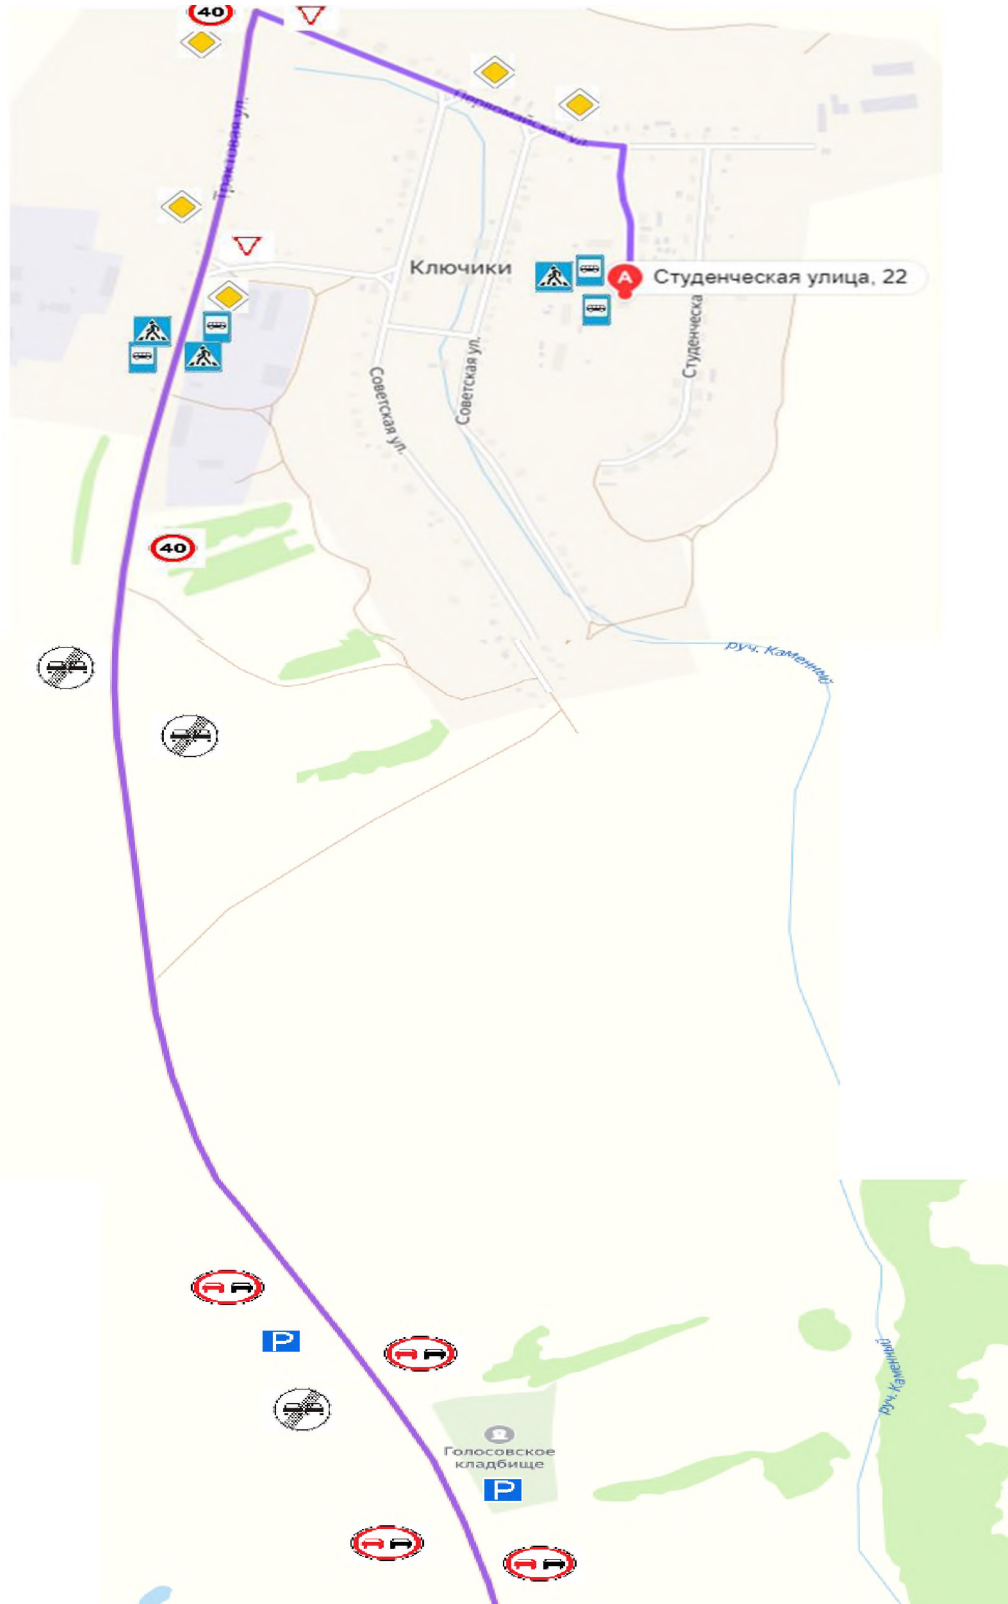 40
Первомайская ул.
Трактовая ул.
Ключики
А
Студенческая улица, 22
Советская ул.
Советская ул.
Студенческа
40
руч. Каменный
P
руч. Каменный
Голосовское
кладбище
P